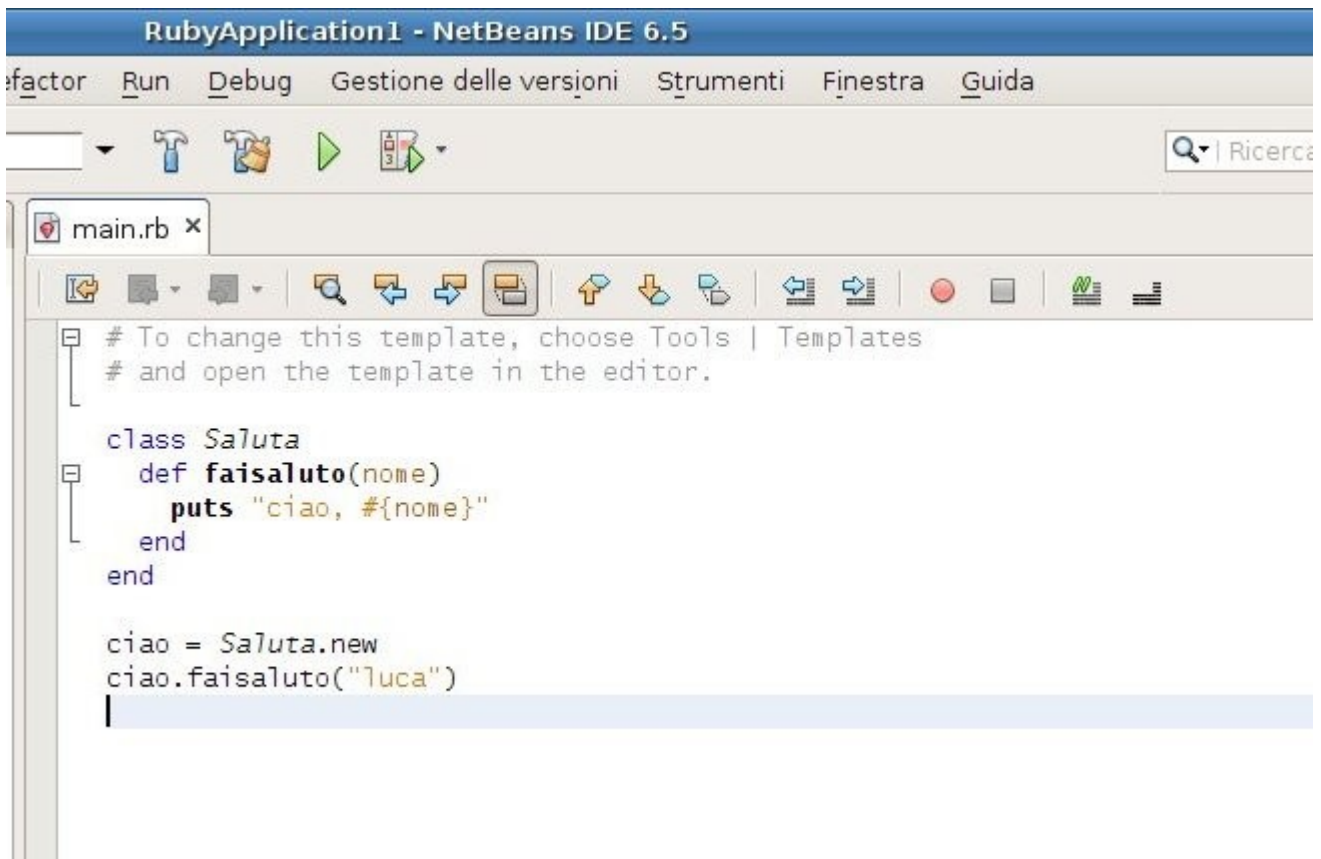 RubyApplication1 - NetBeans IDE 6.5
efactor Run Debug Gestione delle versioni Strumenti Finestra Guida
Ricerca
main.rb
# To change this template, choose Tools | Templates
# and open the template in the editor.
class Saluta
def faisaluto(nome)
puts "ciao, #{nome}"
end
end
ciao = Saluta.new
ciao.faisaluto("luca")